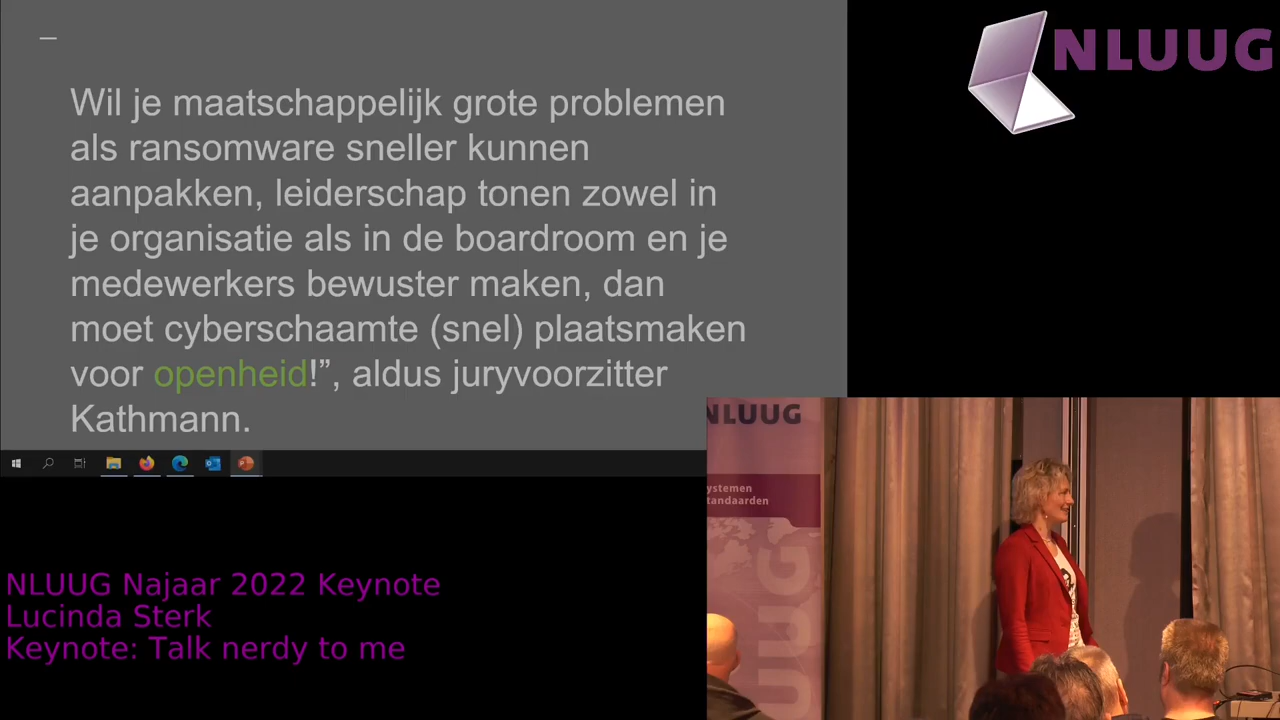 Wil je maatschappelijk grote problemen
als ransomware sneller kunnen
aanpakken, leiderschap tonen zowel in
je organisatie als in de boardroom en je
medewerkers bewuster maken, dan
moet cyberschaamte (snel) plaatsmaken
voor openheid!”, aldus juryvoorzitter
Kathmann.
NLUUG
NLUUG
ystemen
tandaarden
UUG
NLUUG Najaar 2022 Keynote
Lucinda Sterk
Keynote: Talk nerdy to me